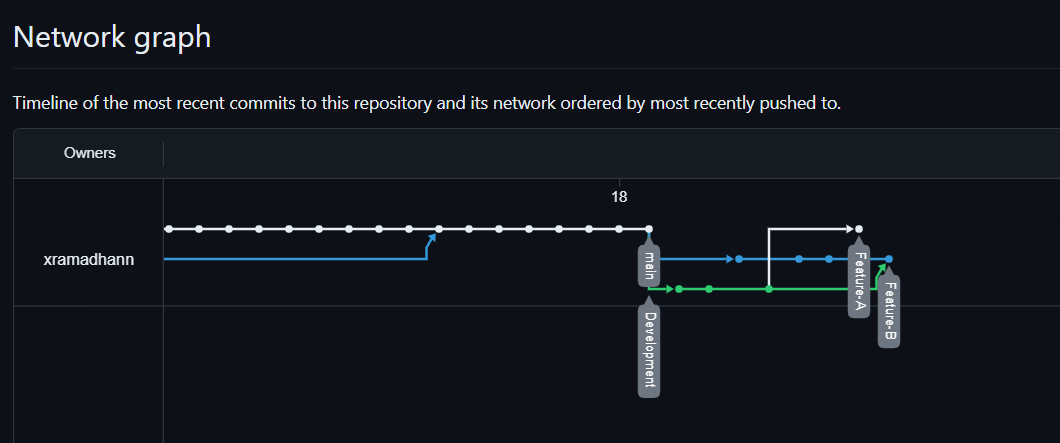 Network graph
Timeline of the most recent commits to this repository and its network ordered by most recently pushed to.
Owners
18
xramadhann
main
Feature-A
Feature-B
Development